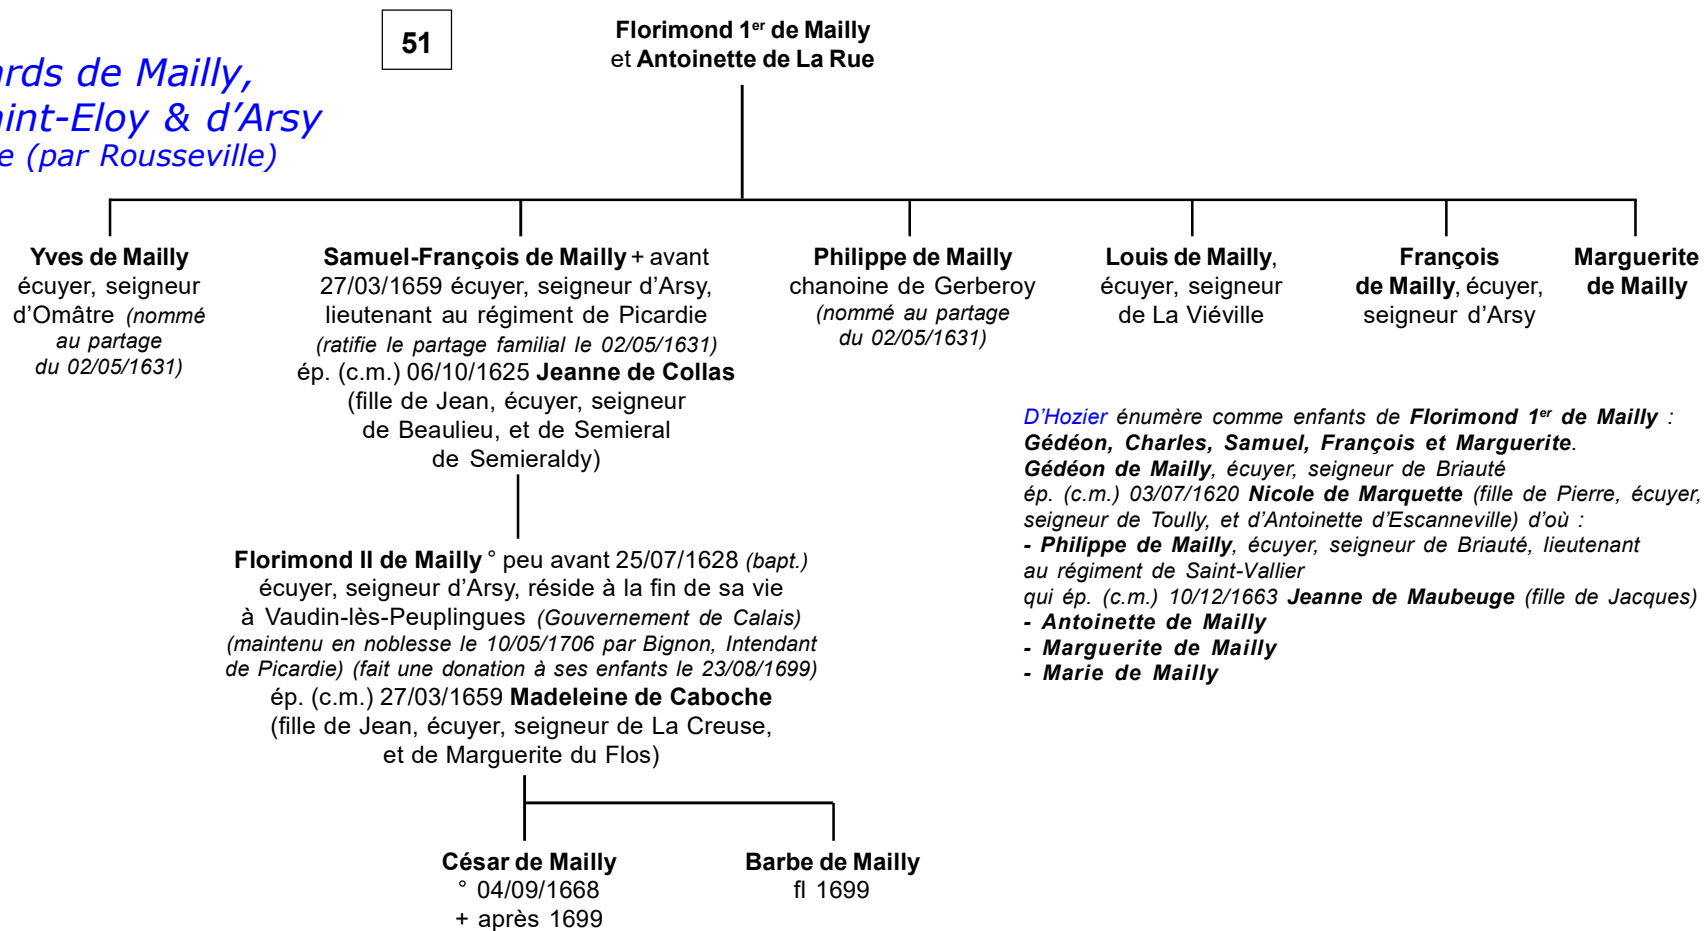 51
ards de Mailly,
aint-Eloy & d'Arsy
e (par Rousseville)
Florimond 1er de Mailly
et Antoinette de La Rue
Yves de Mailly
écuyer, seigneur
d'Omâtre (nommé
au partage
du 02/05/1631)
Samuel-François de Mailly + avant
27/03/1659 écuyer, seigneur d'Arsy,
lieutenant au régiment de Picardie
(ratifie le partage familial le 02/05/1631)
ép. (c.m.) 06/10/1625 Jeanne de Collas
(fille de Jean, écuyer, seigneur
de Beaulieu, et de Semieral
de Semieraldy)
Philippe de Mailly
chanoine de Gerberoy
(nommé au partage
du 02/05/1631)
Louis de Mailly,
écuyer, seigneur
de La Viéville
François
de Mailly, écuyer,
seigneur d'Arsy
Marguerite
de Mailly
D'Hozier énumère comme enfants de Florimond 1er de Mailly :
Gédéon, Charles, Samuel, François et Marguerite.
Gédéon de Mailly, écuyer, seigneur de Briauté
ép. (c.m.) 03/07/1620 Nicole de Marquette (fille de Pierre, écuyer,
seigneur de Toully, et d'Antoinette d'Escanneville) d'où :
- Philippe de Mailly, écuyer, seigneur de Briauté, lieutenant
au régiment de Saint-Vallier
qui ép. (c.m.) 10/12/1663 Jeanne de Maubeuge (fille de Jacques)
- Antoinette de Mailly
- Marguerite de Mailly
- Marie de Mailly
Florimond II de Mailly ° peu avant 25/07/1628 (bapt.)
écuyer, seigneur d'Arsy, réside à la fin de sa vie
à Vaudin-lès-Peuplingues (Gouvernement de Calais)
(maintenu en noblesse le 10/05/1706 par Bignon, Intendant
de Picardie) (fait une donation à ses enfants le 23/08/1699)
ép. (c.m.) 27/03/1659 Madeleine de Caboche
(fille de Jean, écuyer, seigneur de La Creuse,
et de Marguerite du Flos)
César de Mailly
° 04/09/1668
+ après 1699
Barbe de Mailly
fl 1699